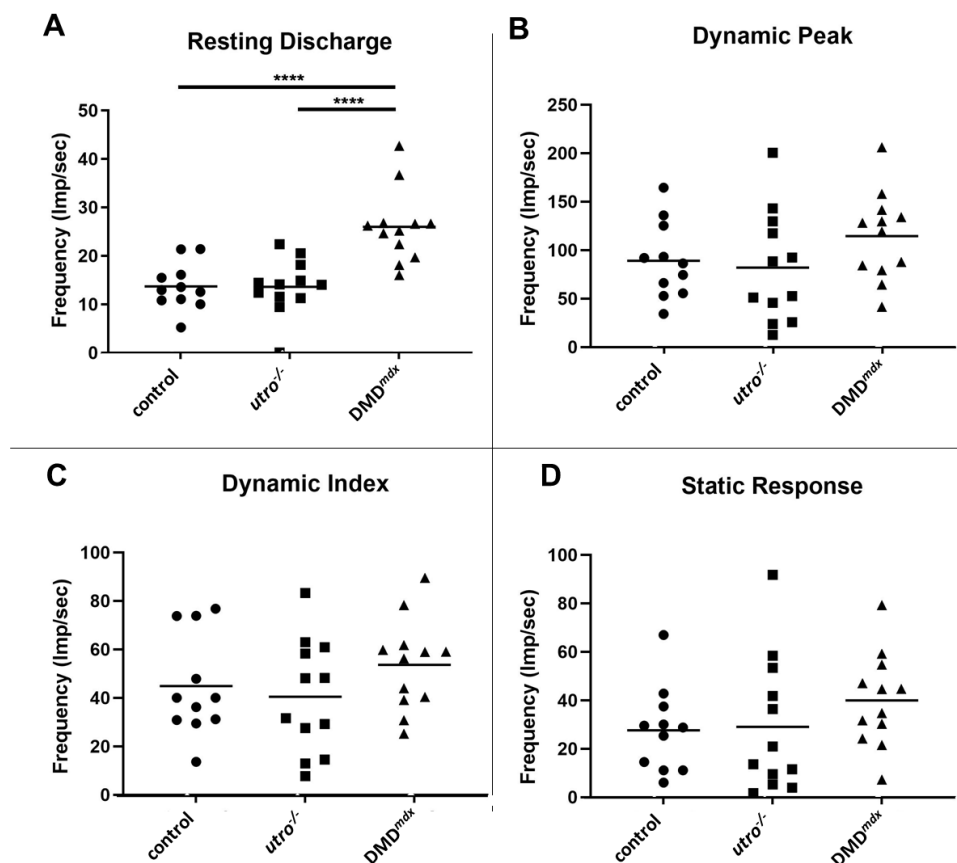 A
Resting Discharge
****
****
Frequency (Imp/sec)
50
40
30
20
10
0
control
utro-/-
DMDmdx
B
Dynamic Peak
Frequency (Imp/sec)
250
200
150
100
50
0
control
utro-/-
DMDmdx
C
Dynamic Index
Frequency (Imp/sec)
100
80
60
40
20
0
control
utro-/-
DMDmdx
D
Static Response
Frequency (Imp/sec)
100
80
60
40
20
0
control
utro-/-
DMDmdx